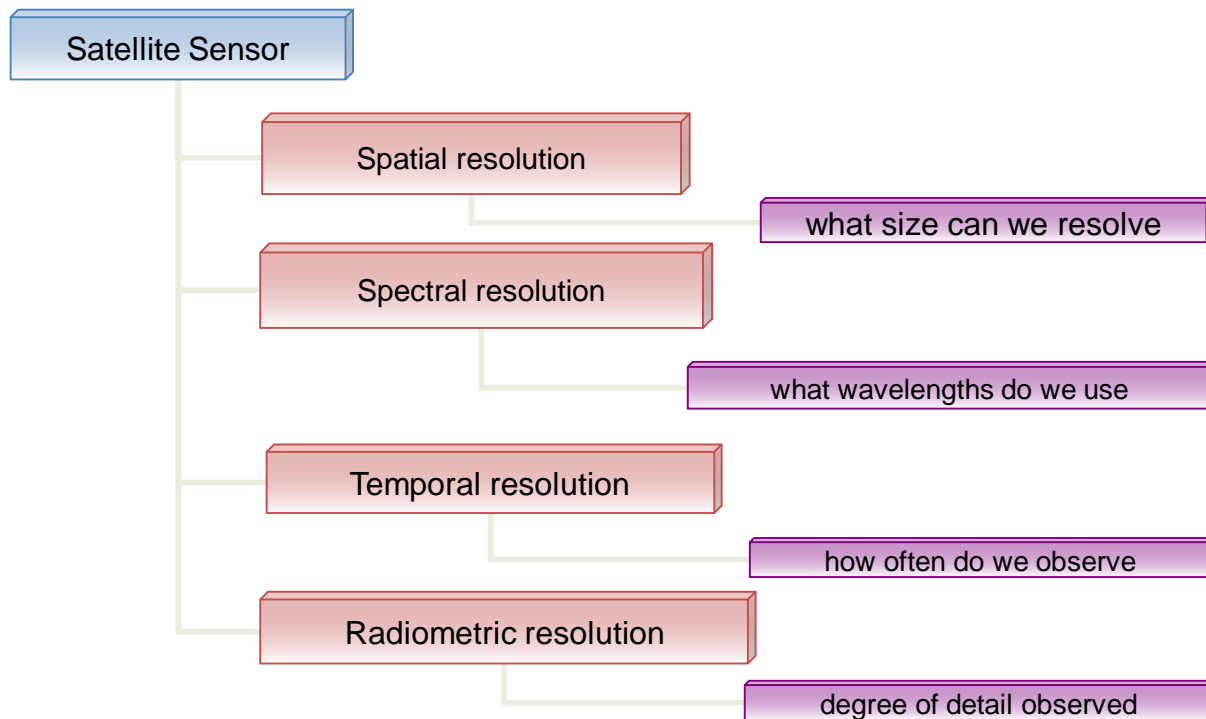 Satellite Sensor
Spatial resolution
what size can we resolve
Spectral resolution
what wavelengths do we use
Temporal resolution
how often do we observe
Radiometric resolution
degree of detail observed